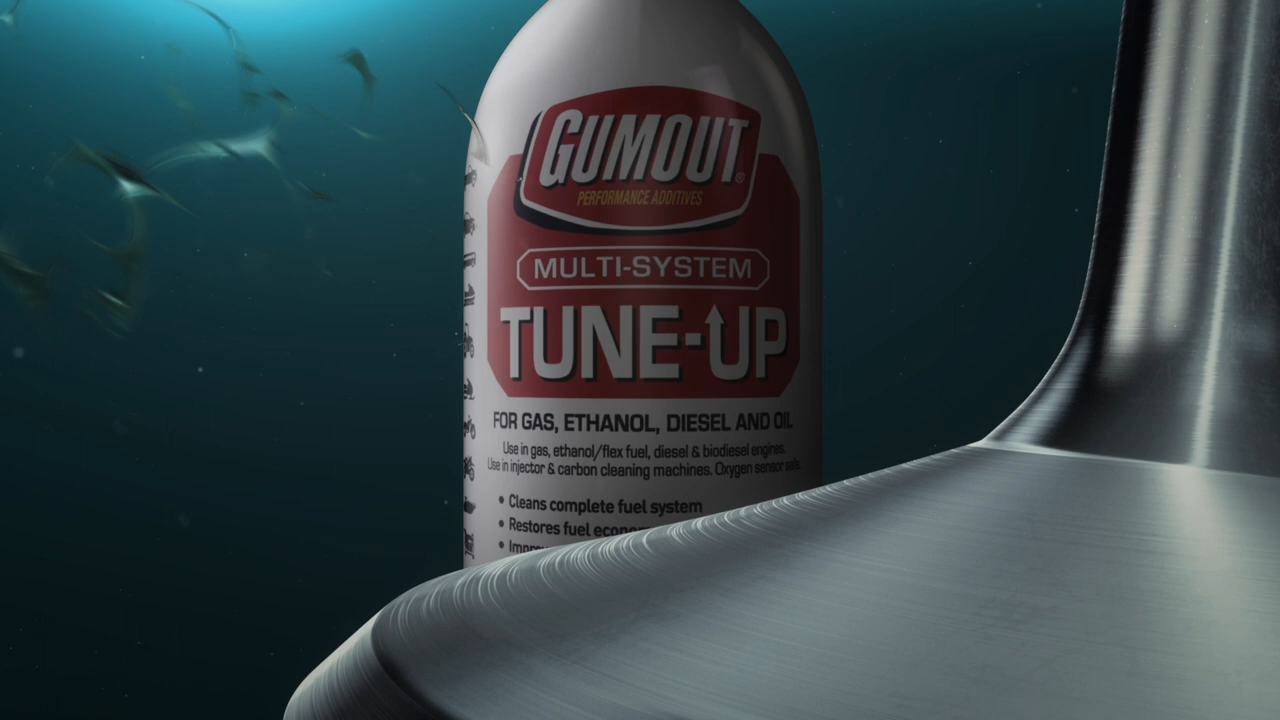 GUMOUT®
PERFORMANCE ADDITIVES
MULTI-SYSTEM
TUNE-UP
FOR GAS, ETHANOL, DIESEL AND OIL
Use in gas, ethanol/flex fuel, diesel & biodiesel engines.
Use in injector & carbon cleaning machines. Oxygen sensor safe.
• Cleans complete fuel system
• Restores fuel